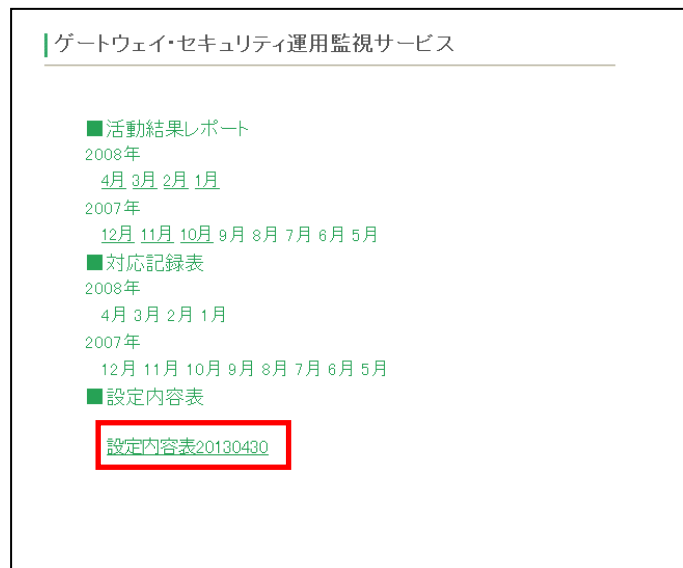 ゲートウェイ・セキュリティ運用監視サービス
■活動結果レポート
2008年
4月 3月 2月 1月
2007年
12月 11月 10月 9月 8月 7月 6月 5月
■対応記録表
2008年
4月 3月 2月 1月
2007年
12月 11月 10月 9月 8月 7月 6月 5月
■設定内容表
設定内容表20130430